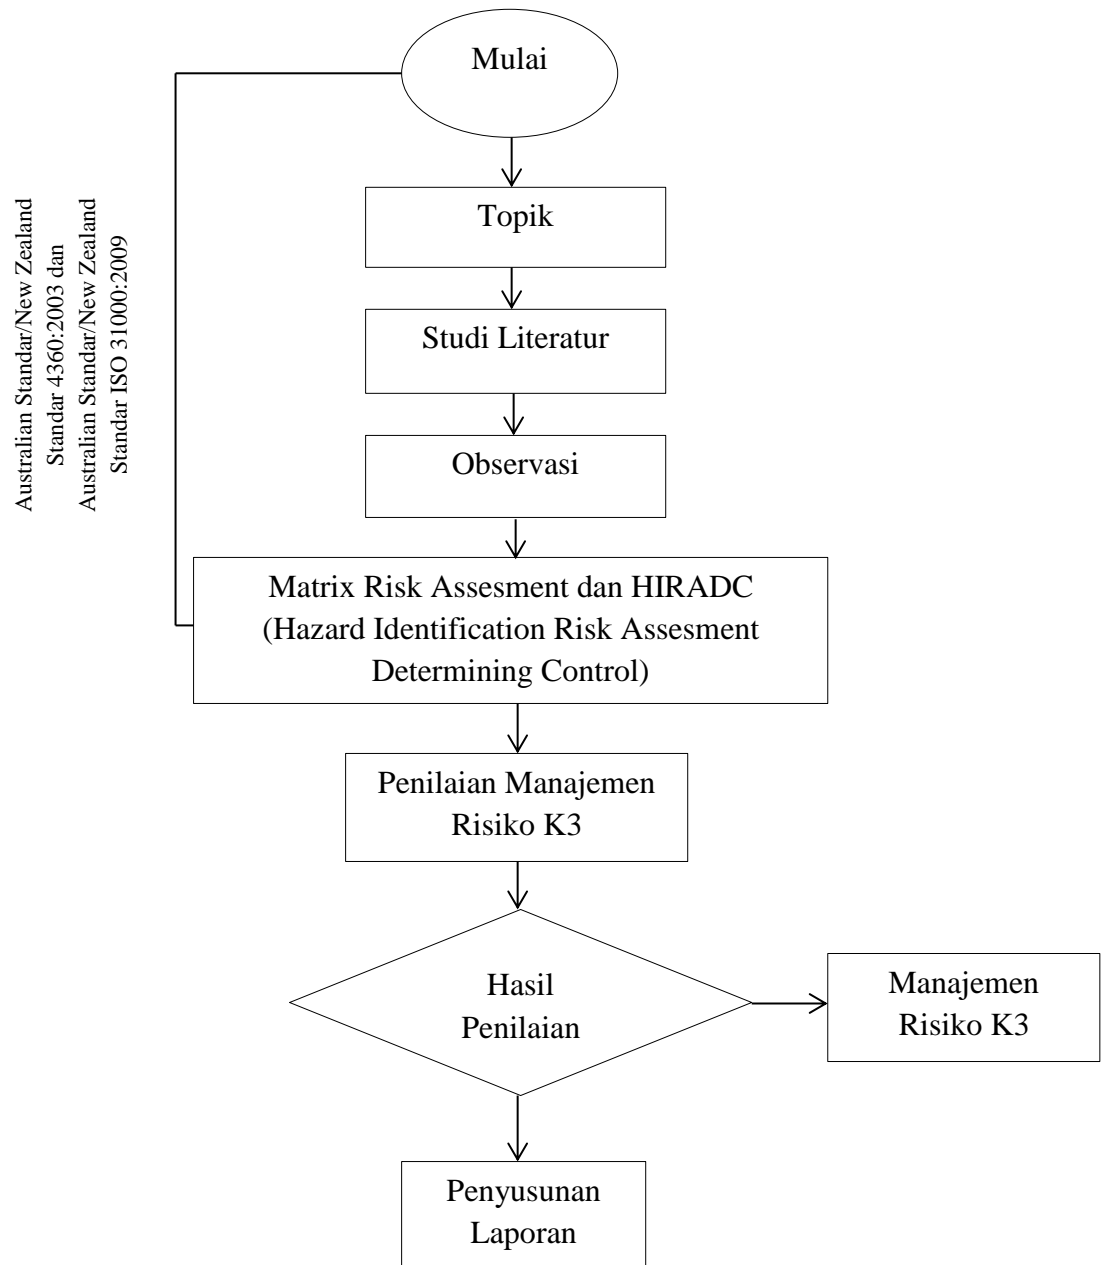 Mulai
Australian Standar/New Zealand
Standar 4360:2003 dan
Australian Standar/New Zealand
Standar ISO 31000:2009
Topik
Studi Literatur
Observasi
Matrix Risk Assesment dan HIRADC
(Hazard Identification Risk Assesment
Determining Control)
Penilaian Manajemen
Risiko K3
Hasil
Penilaian
Manajemen
Risiko K3
Penyusunan
Laporan